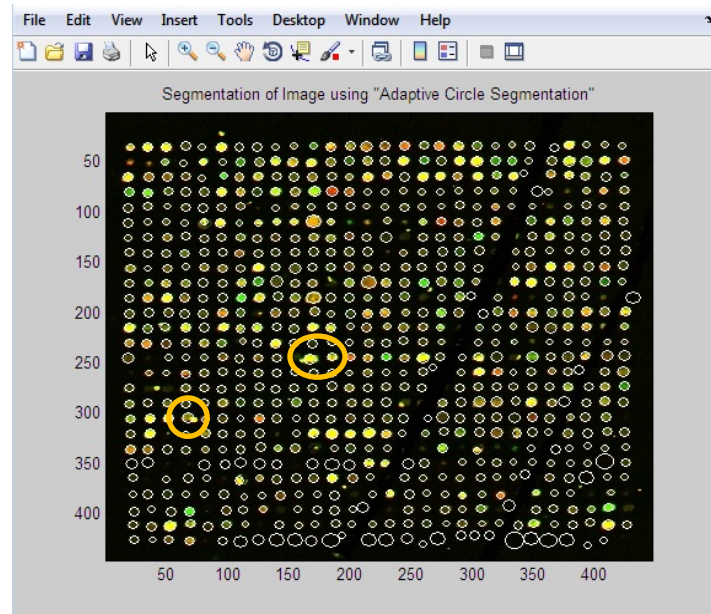 File Edit View Insert Tools Desktop Window Help
Segmentation of Image using "Adaptive Circle Segmentation"
50
100
150
200
250
300
350
400
50 100 150 200 250 300 350 400